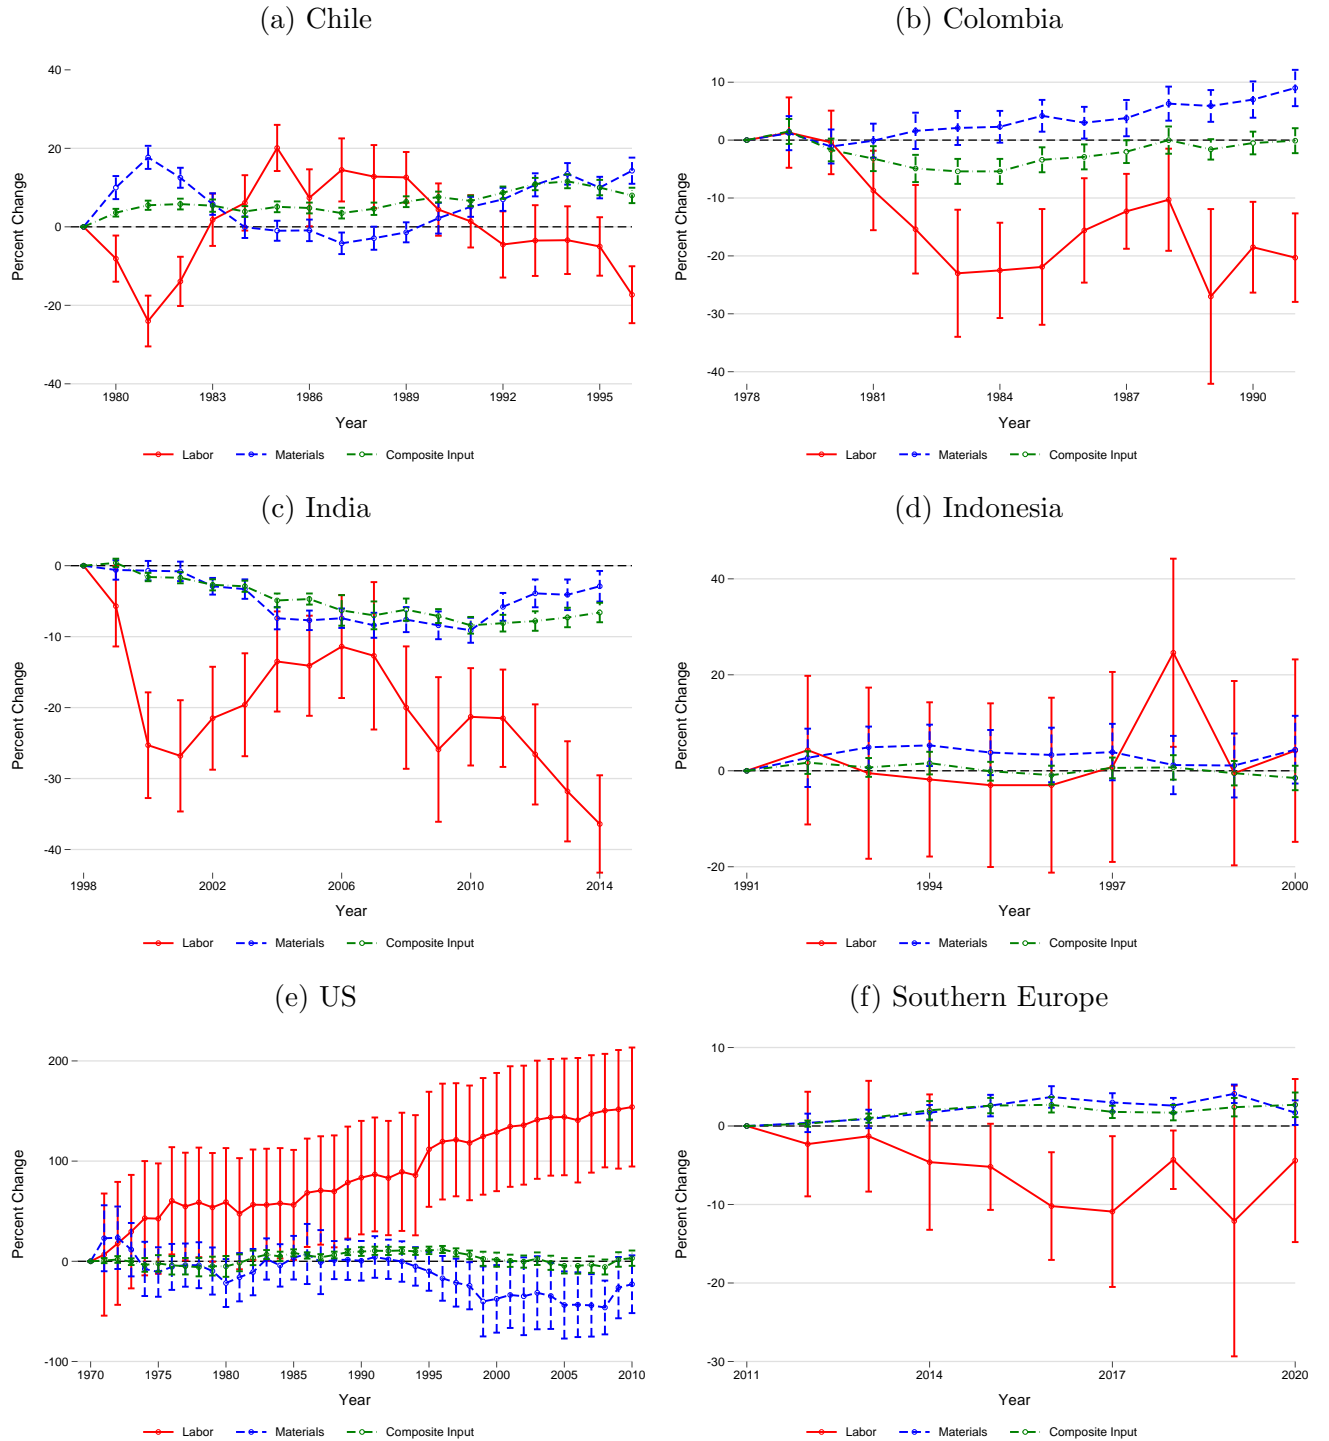 (a) Chile
(b) Colombia
40
20
0
-20
-40
Percent Change
1980 1983 1986 1989 1992 1995
Year
Labor Materials Composite Input
10
0
-10
-20
-30
-40
Percent Change
1978 1981 1984 1987 1990
Year
Labor Materials Composite Input
(c) India
(d) Indonesia
0
-10
-20
-30
-40
Percent Change
1998 2002 2006 2010 2014
Year
Labor Materials Composite Input
40
20
0
-20
Percent Change
1991 1994 1997 2000
Year
Labor Materials Composite Input
(e) US
(f) Southern Europe
200
100
0
-100
Percent Change
1970 1975 1980 1985 1990 1995 2000 2005 2010
Year
Labor Materials Composite Input
10
0
-10
-20
-30
Percent Change
2011 2014 2017 2020
Year
Labor Materials Composite Input